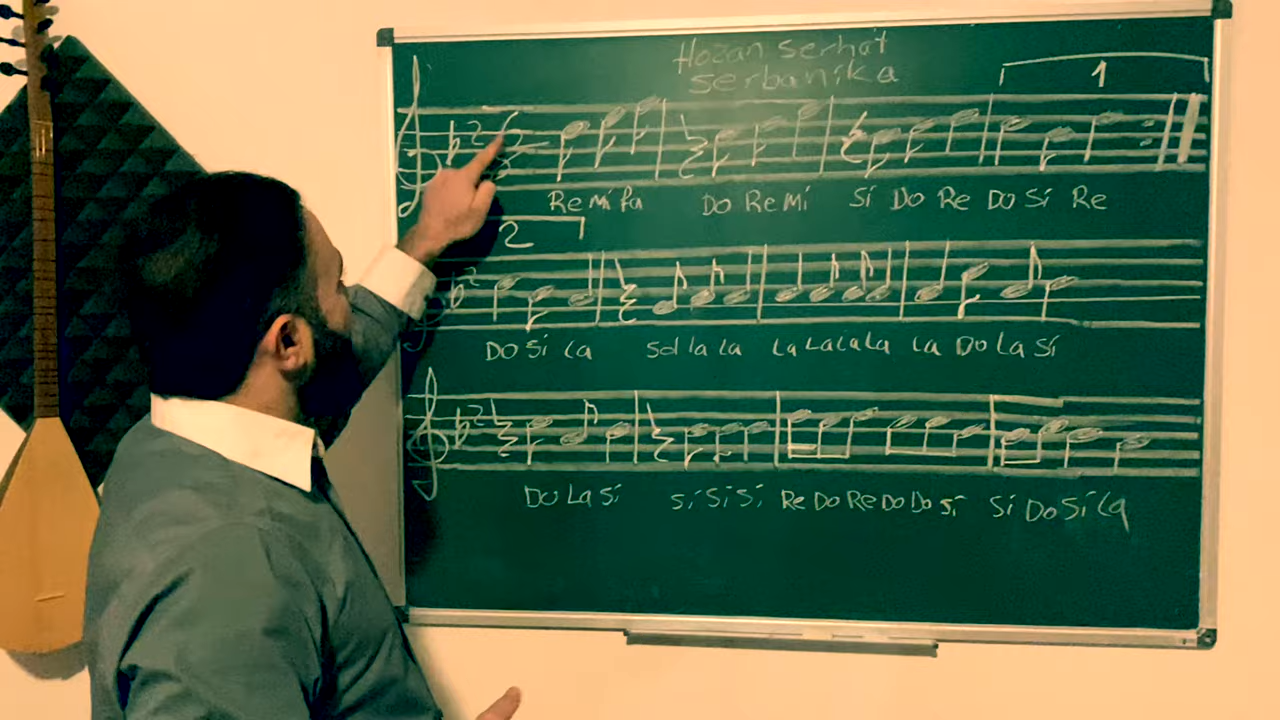 Hozan Serhat
serbanika
1
Re mi fa Do Re Mi Si Do Re Do Si Re
2
2
Do Si La Sol la La La La La La La Do La Si
2
Do La Si Si Si Si Re Do Re Do Do Si Si Do Si La